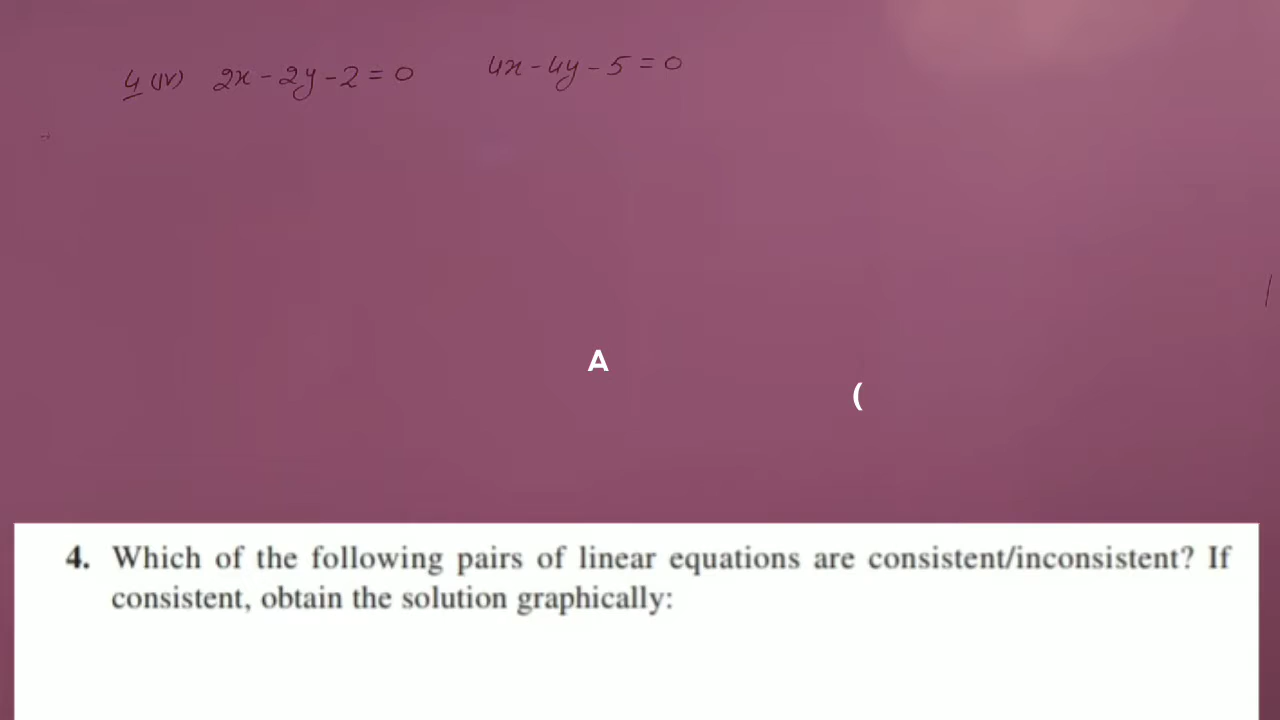 4 (iv) 2x - 2y - 2 = 0 4x - 4y - 5 = 0
A
(
4. Which of the following pairs of linear equations are consistent/inconsistent? If
consistent, obtain the solution graphically: